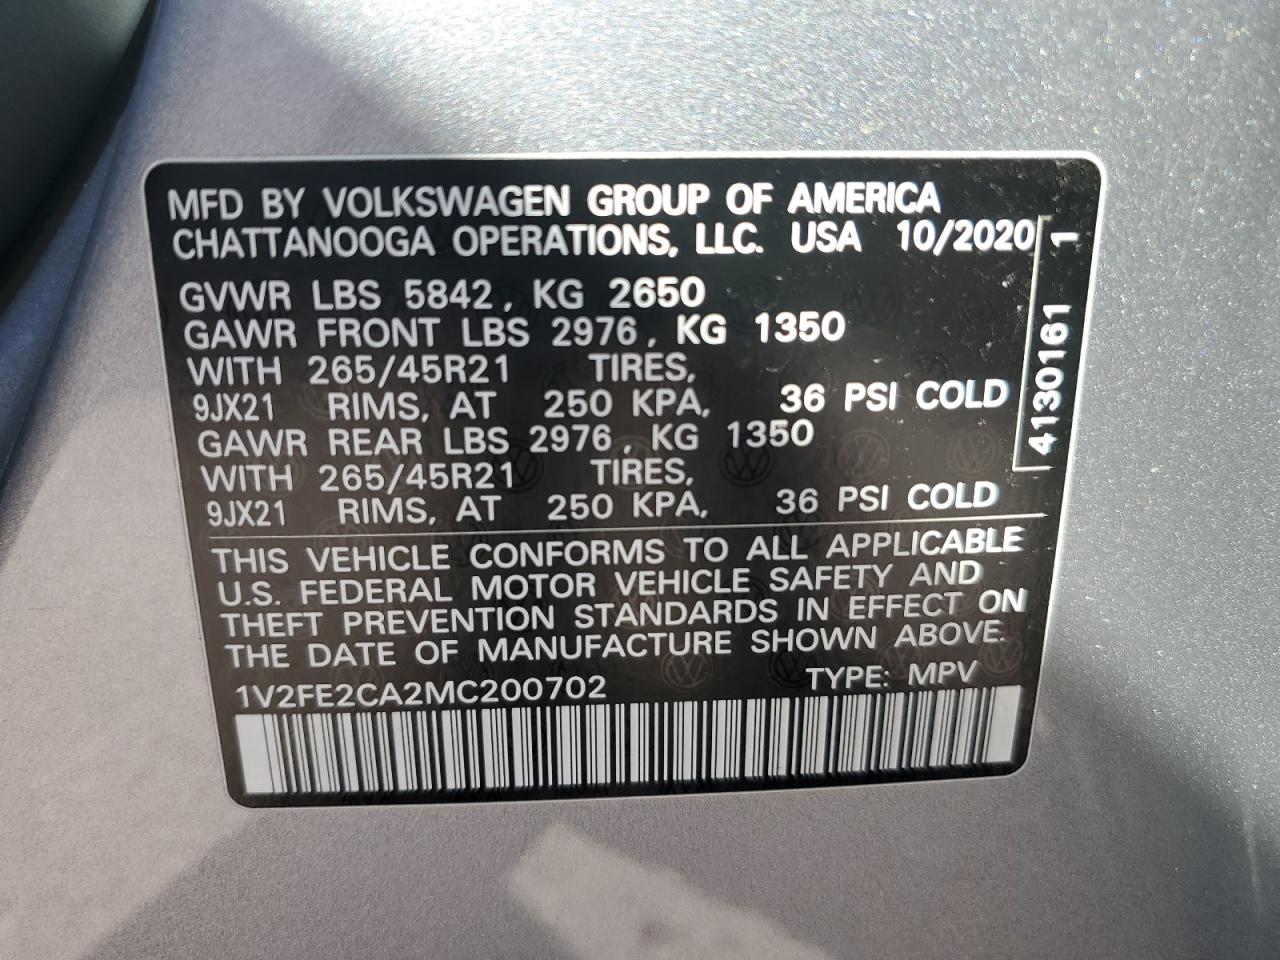 MFD BY VOLKSWAGEN GROUP OF AMERICA
CHATTANOOGA OPERATIONS, LLC. USA 10/2020
GVWR LBS 5842, KG 2650
GAWR FRONT LBS 2976, KG 1350
WITH 265/45R21 TIRES,
9JX21 RIMS, AT 250 KPA, 36 PSI COLD
GAWR REAR LBS 2976, KG 1350
WITH 265/45R21 TIRES,
9JX21 RIMS, AT 250 KPA, 36 PSI COLD
4130161 1
THIS VEHICLE CONFORMS TO ALL APPLICABLE
U.S. FEDERAL MOTOR VEHICLE SAFETY AND
THEFT PREVENTION STANDARDS IN EFFECT ON
THE DATE OF MANUFACTURE SHOWN ABOVE.
1V2FE2CA2MC200702 TYPE: MPV